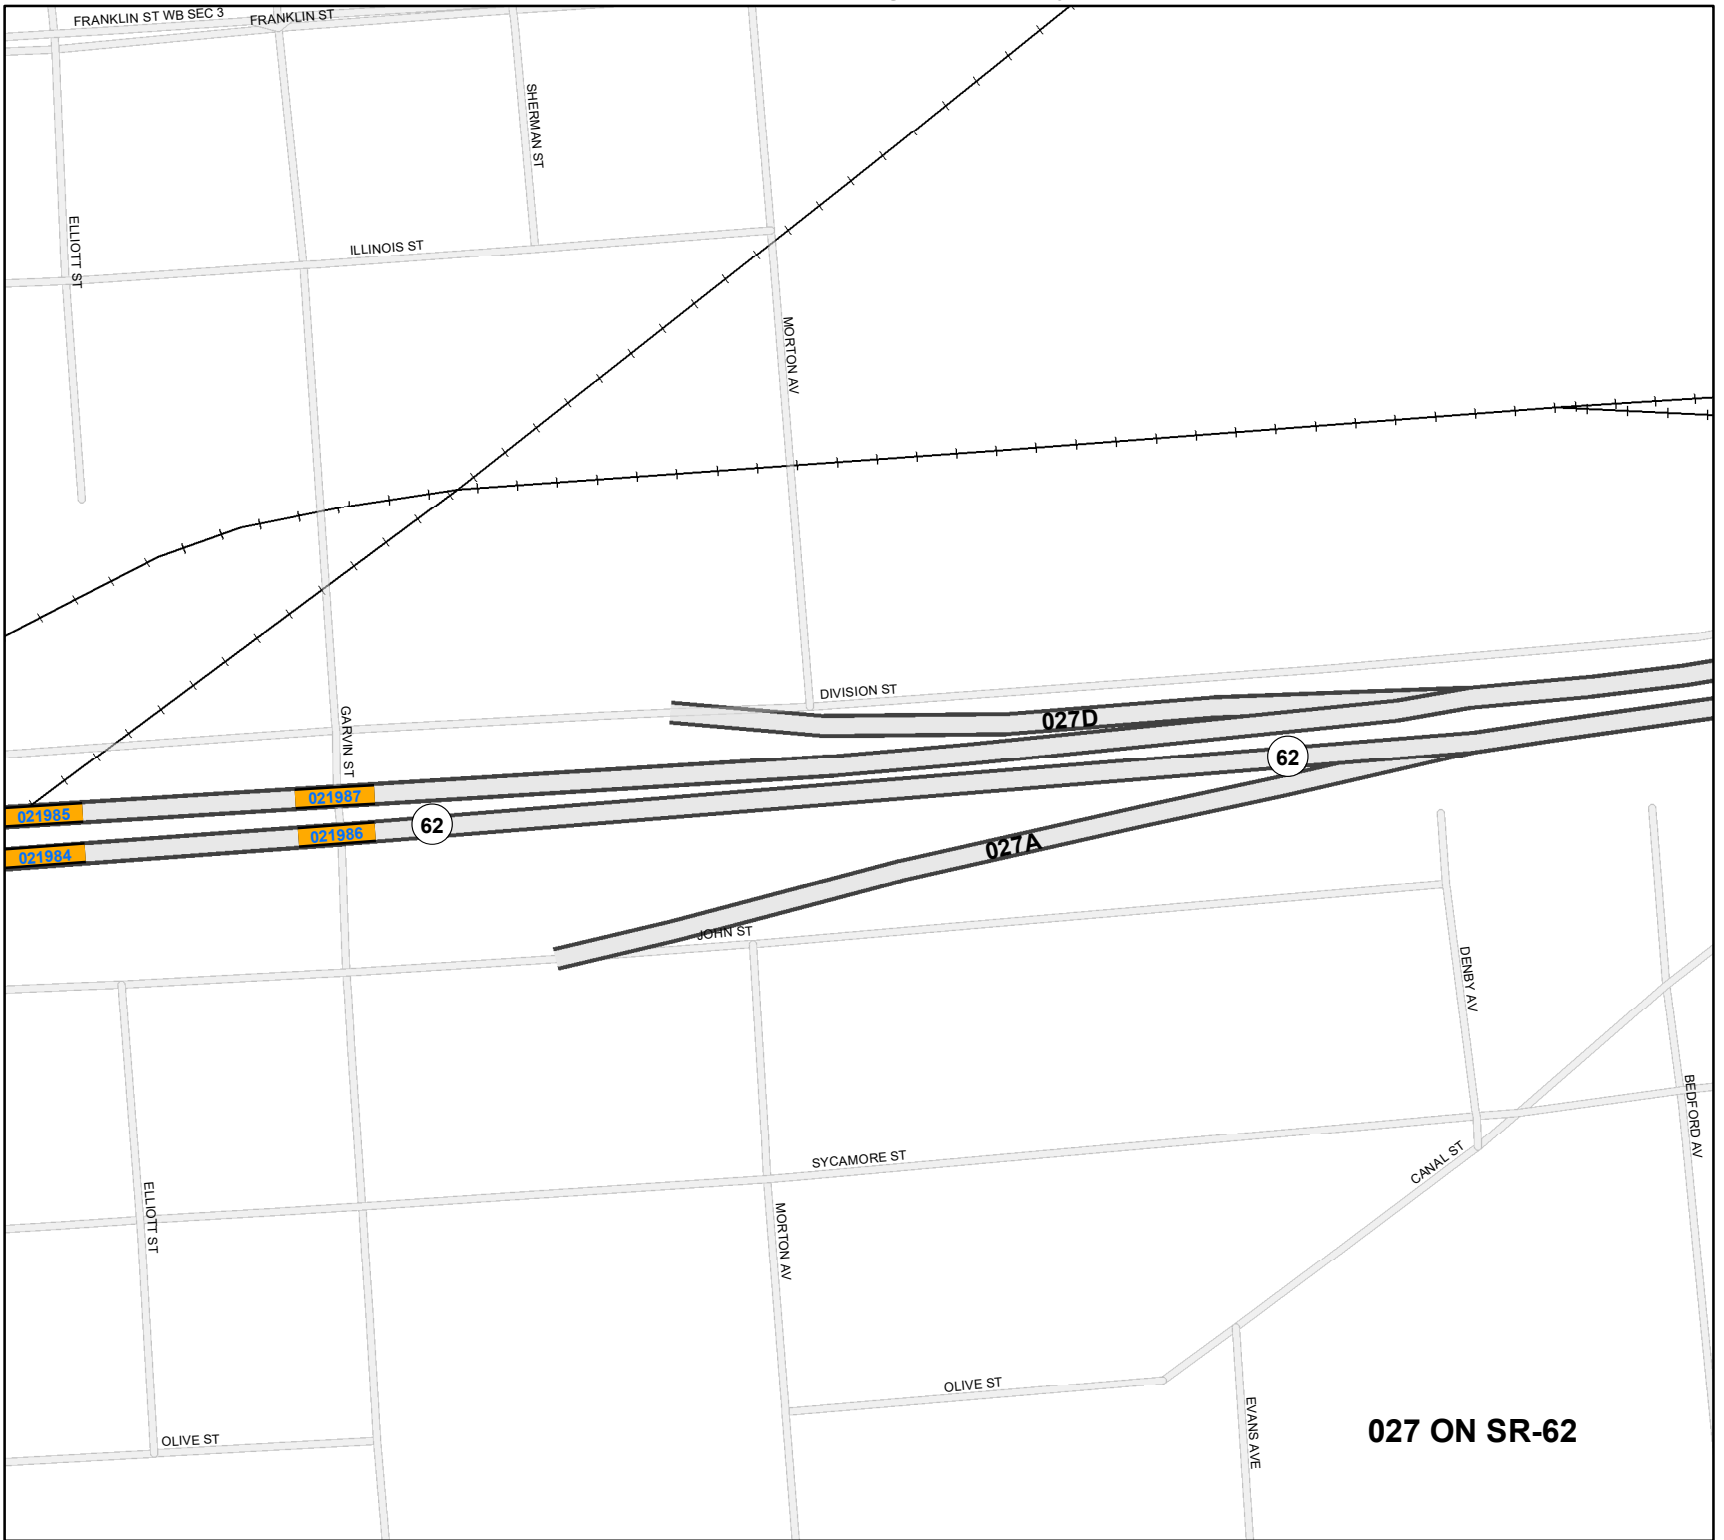 FRANKLIN ST WB SEC 3
FRANKLIN ST
SHERMAN ST
ELLIOTT ST
ILLINOIS ST
MORTON AV
DIVISION ST
027D
GARVIN ST
62
021987
021985
62
021986
021984
027A
JOHN ST
DENBY AV
BEDFORD AV
SYCAMORE ST
CANAL ST
ELLIOTT ST
MORTON AV
OLIVE ST
EVANS AVE
027 ON SR-62
OLIVE ST